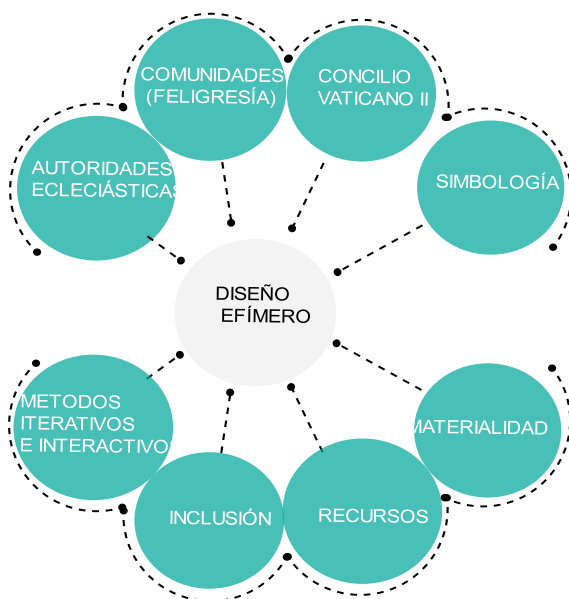 COMUNIDADES
(FELIGRESÍA)
CONCILIO
VATICANO II
AUTORIDADES
ECLECIÁSTICAS
SIMBOLOGÍA
DISEÑO
EFÍMERO
METODOS
ITERATIVOS
E INTERACTIVOS
MATERIALIDAD
INCLUSIÓN
RECURSOS